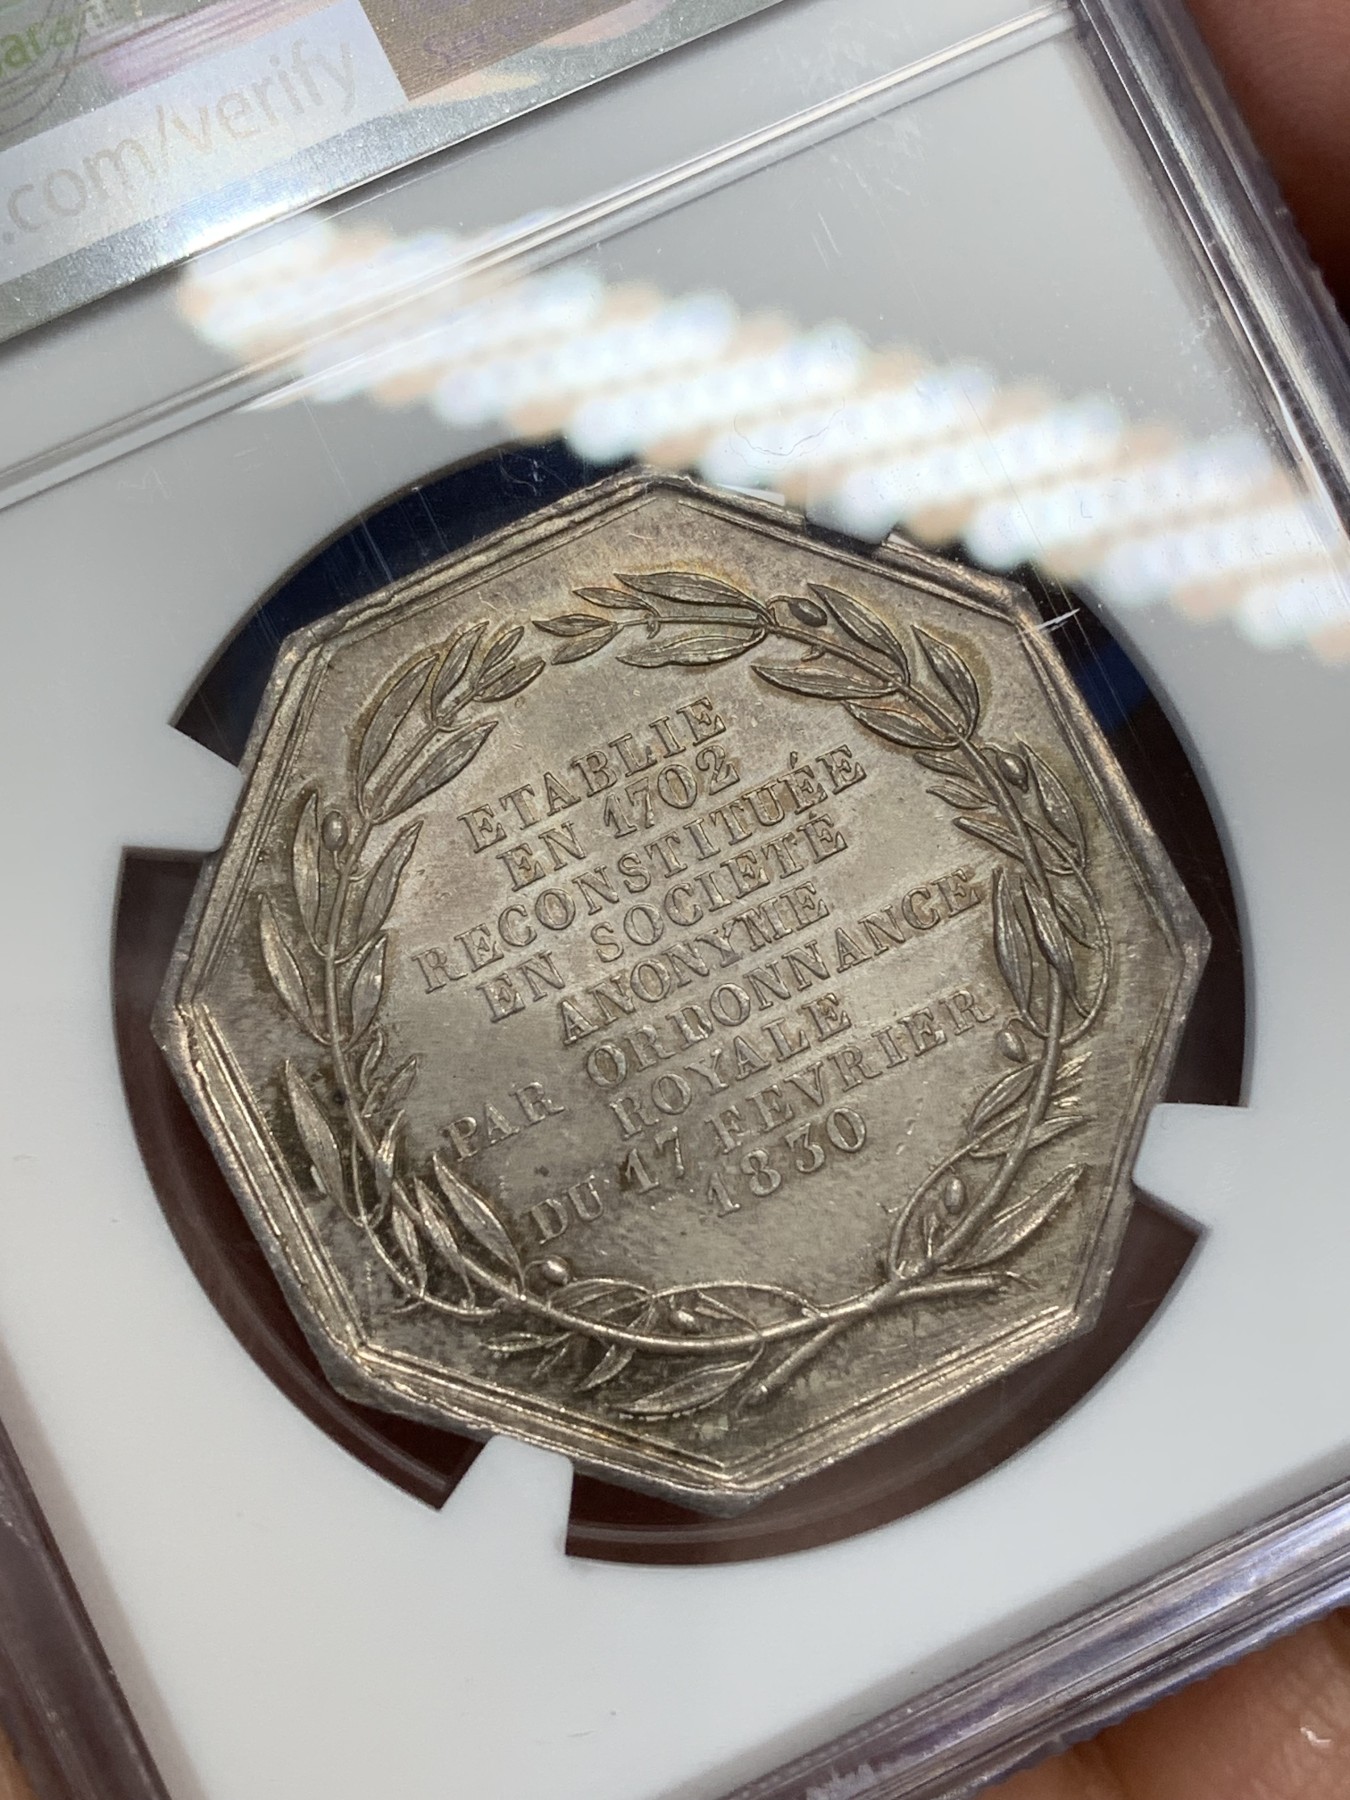 .com/verify
ETABLIE
EN 1702
RECONSTITUÉE
EN SOCIETÉ
ANONYME
PAR ORDONNANCE
ROYALE
DU 17 FEVRIER
1830